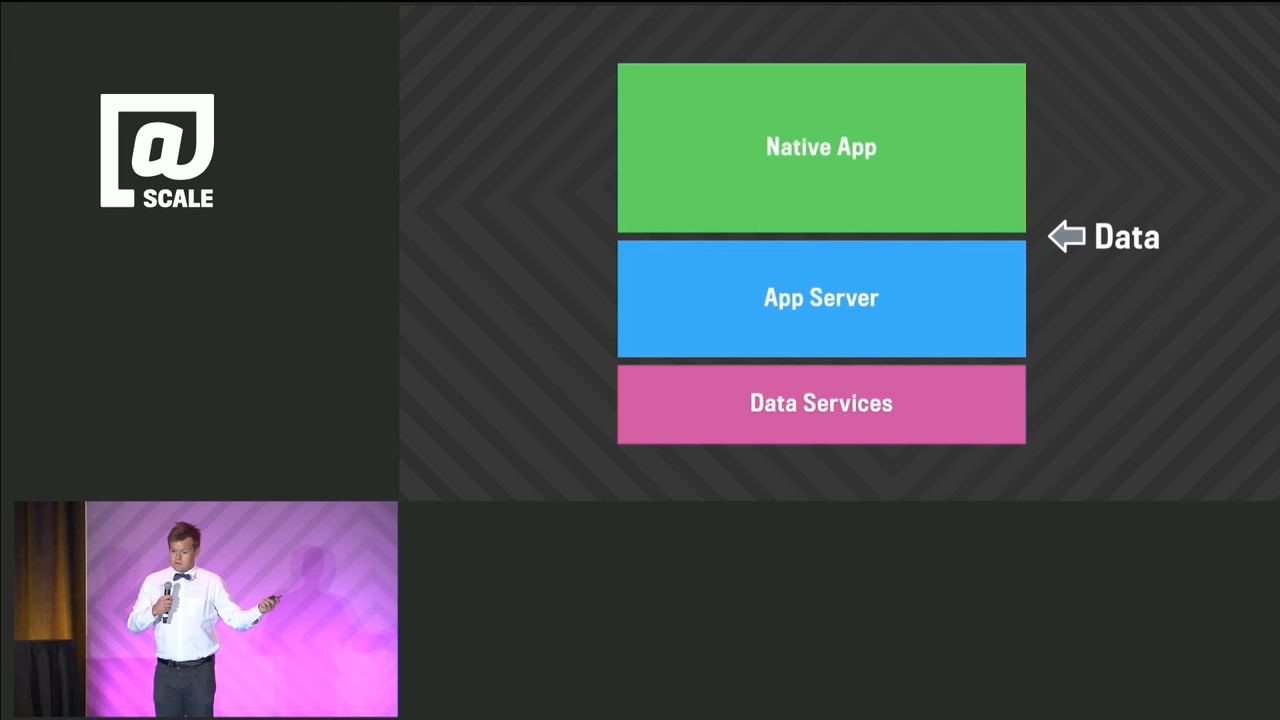 @
SCALE
Native App
Data
App Server
Data Services